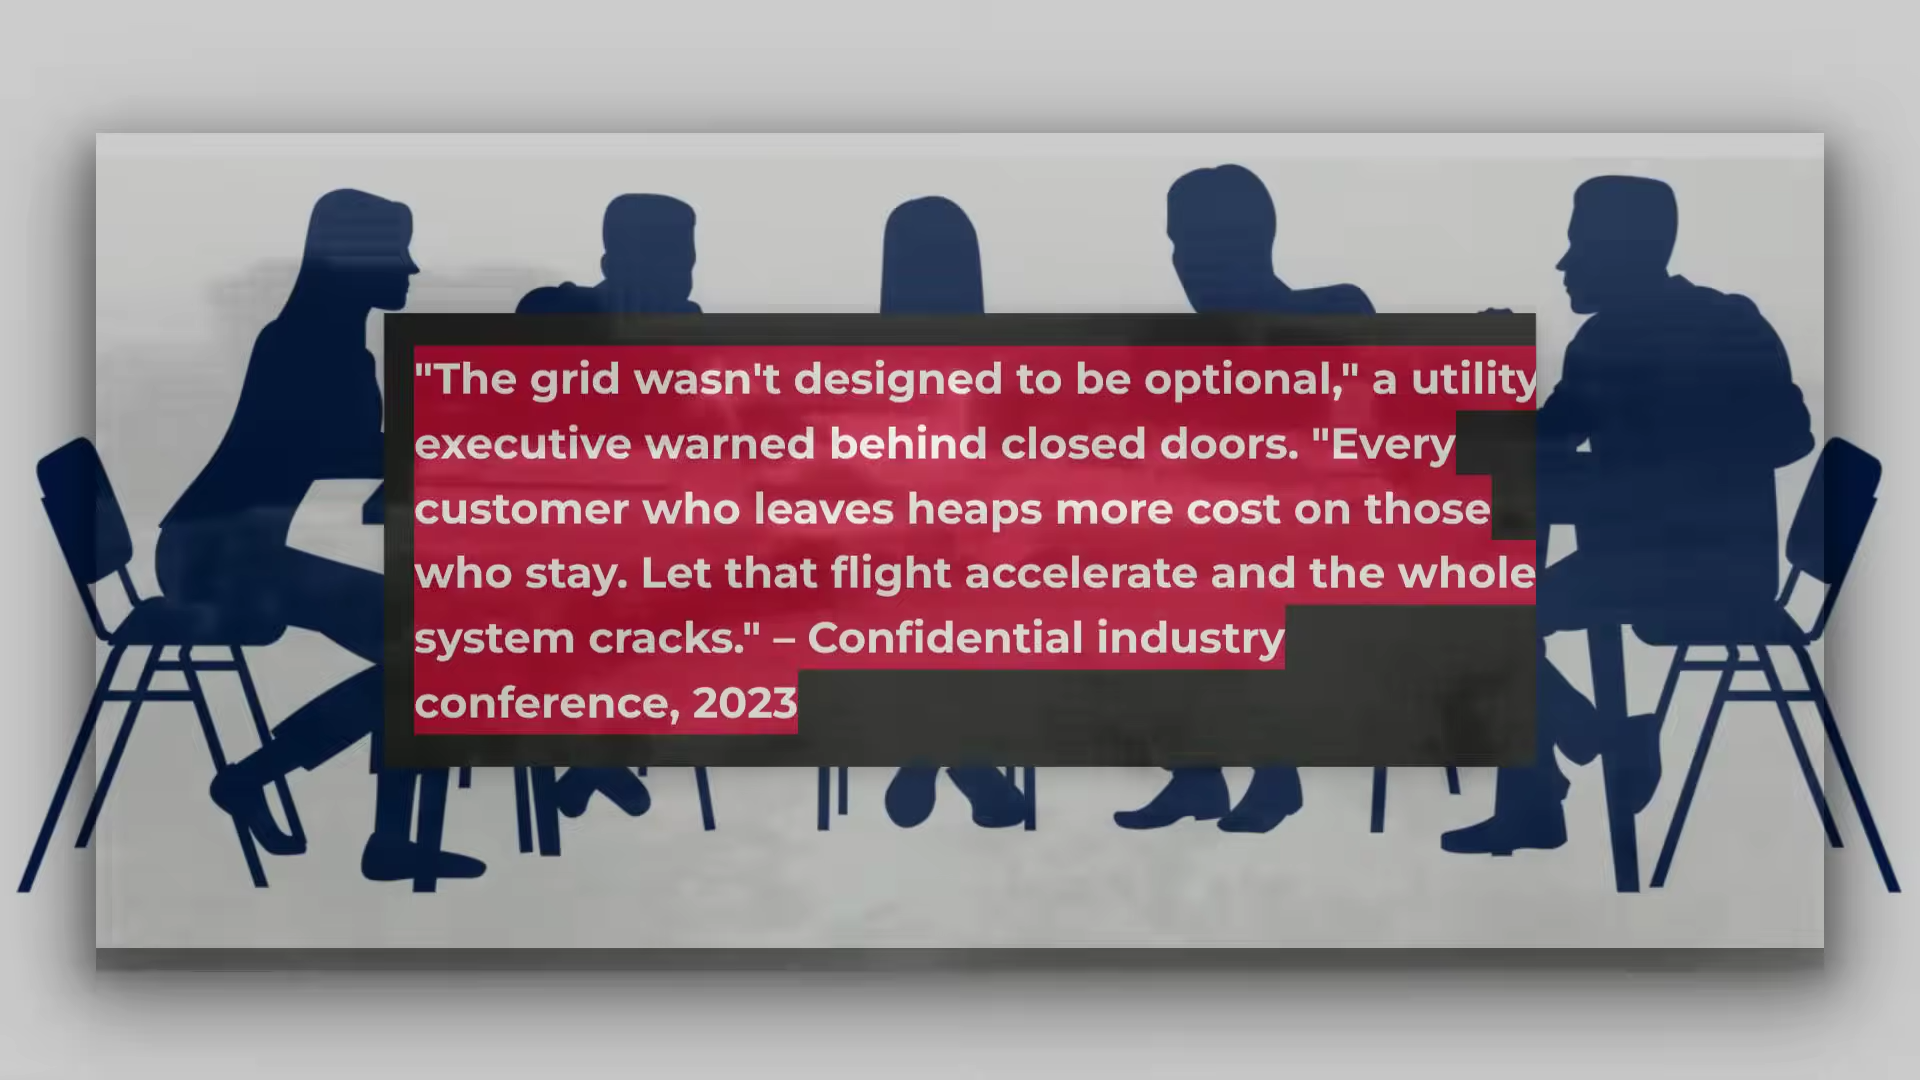 "The grid wasn't designed to be optional," a utility
executive warned behind closed doors. "Every
customer who leaves heaps more cost on those
who stay. Let that flight accelerate and the whole
system cracks." – Confidential industry
conference, 2023